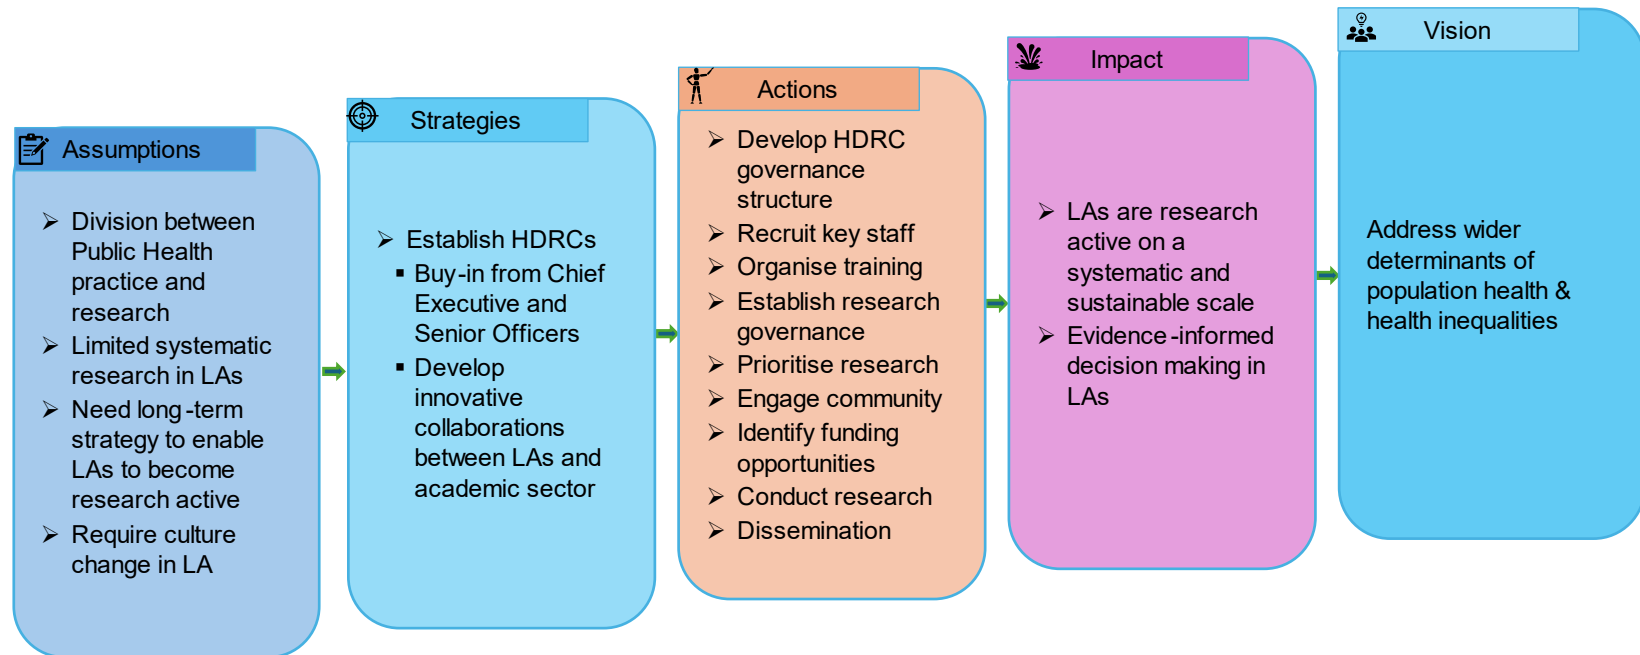 Assumptions
➢ Division between
Public Health
practice and
research
➢ Limited systematic
research in LAs
➢ Need long-term
strategy to enable
LAs to become
research active
➢ Require culture
change in LA
Strategies
➢ Establish HDRCs
▪ Buy-in from Chief
Executive and
Senior Officers
▪ Develop
innovative
collaborations
between LAs and
academic sector
Actions
➢ Develop HDRC
governance
structure
➢ Recruit key staff
➢ Organise training
➢ Establish research
governance
➢ Prioritise research
➢ Engage community
➢ Identify funding
opportunities
➢ Conduct research
➢ Dissemination
Impact
➢ LAs are research
active on a
systematic and
sustainable scale
➢ Evidence-informed
decision making in
LAs
Vision
Address wider
determinants of
population health &
health inequalities